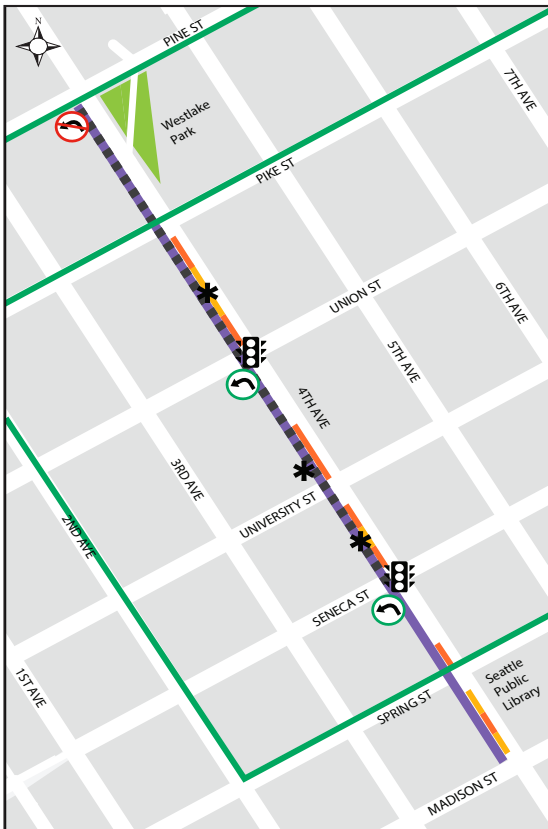 N
PINE ST
7TH AVE
Westlake
Park
PIKE ST
6TH AVE
UNION ST
5TH AVE
4TH AVE
3RD AVE
UNIVERSITY ST
2ND AVE
SENECA ST
1ST AVE
Seattle
Public
Library
SPRING ST
MADISON ST